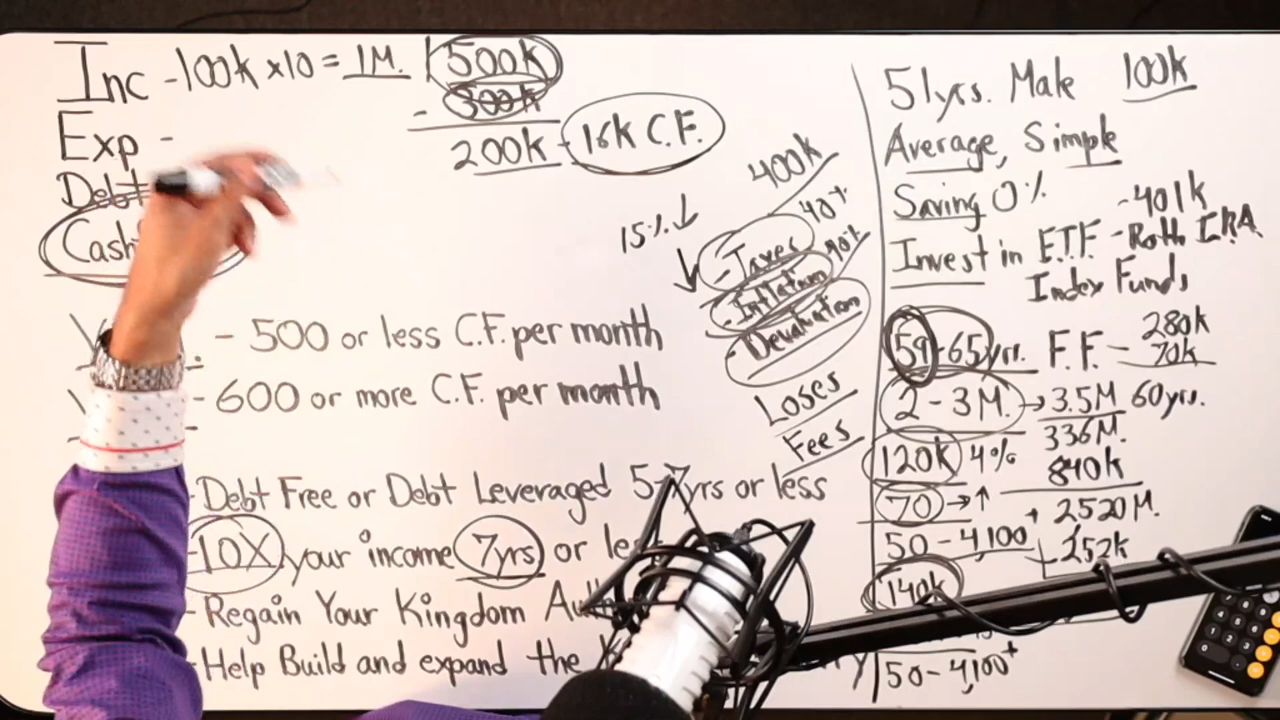 Inc - 100k x10 = 1M.
500k
- 300k
200k - 16k C.F.
Exp -
Debt
Cash
- 500 or less C.F. per month
- 600 or more C.F. per month
- Debt Free or Debt Leveraged 5-7yrs or less
- 10X your income 7yrs or
- Regain Your Kingdom
- Help Build and expand the
400k
15% ↓
- Taxes 40%
- Inflation 40%
- Devaluation
Loses
Fees
51yrs. Make 100k
Average, Simple
Saving 0%
- 401k
Invest in E.T.F. - Roth IRA
Index Funds
59-65yrs. F.F. - 280k
70k
2 - 3 M. → 3.5M 60yrs.
336M.
120k 4% 840k
70 → ↑ + 2520M.
50 - 4,100 + 252k
140k
50 - 4,100+